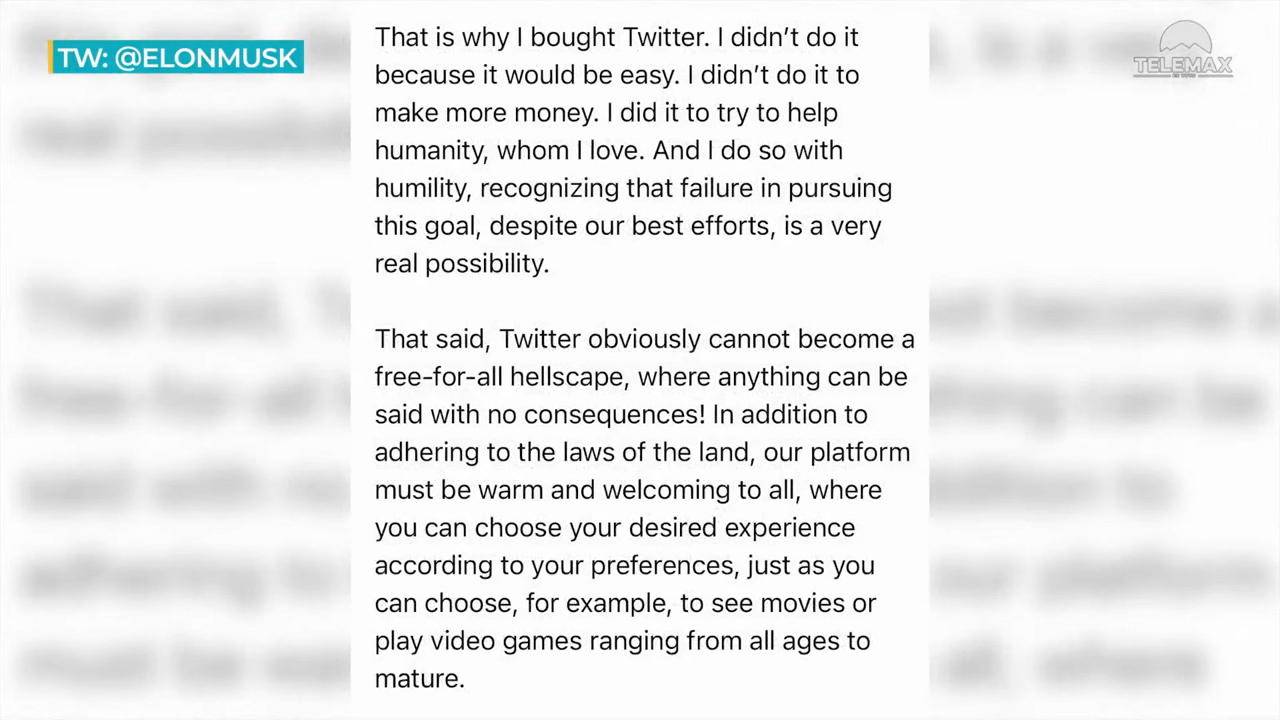 TW: @ELONMUSK
TELEMAX
That is why I bought Twitter. I didn’t do it
because it would be easy. I didn’t do it to
make more money. I did it to try to help
humanity, whom I love. And I do so with
humility, recognizing that failure in pursuing
this goal, despite our best efforts, is a very
real possibility.
That said, Twitter obviously cannot become a
free-for-all hellscape, where anything can be
said with no consequences! In addition to
adhering to the laws of the land, our platform
must be warm and welcoming to all, where
you can choose your desired experience
according to your preferences, just as you
can choose, for example, to see movies or
play video games ranging from all ages to
mature.